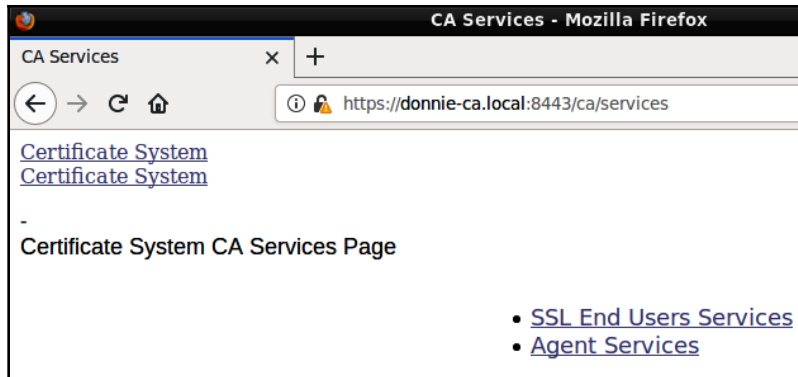 CA Services - Mozilla Firefox
CA Services
https://donnie-ca.local:8443/ca/services
Certificate System
Certificate System
-
Certificate System CA Services Page
SSL End Users Services
Agent Services